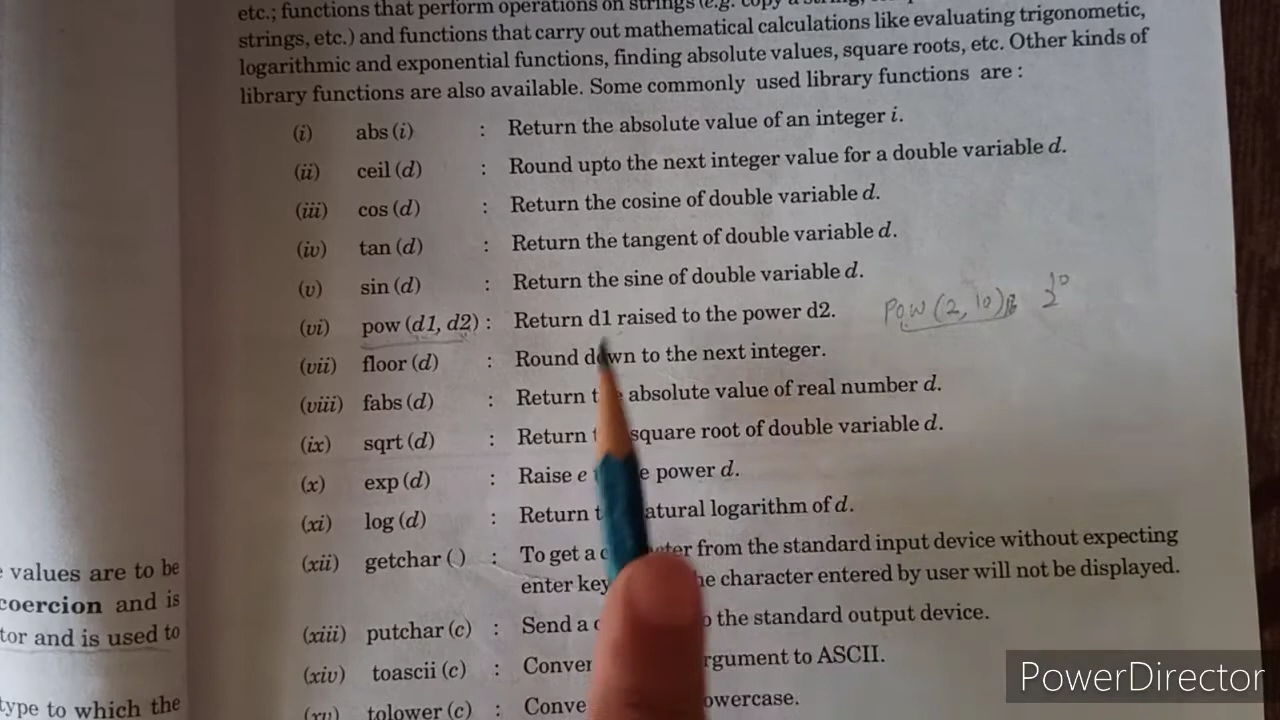 etc.; functions that perform operations on strings (e.g. copy a string,
strings, etc.) and functions that carry out mathematical calculations like evaluating trigonometic,
logarithmic and exponential functions, finding absolute values, square roots, etc. Other kinds of
library functions are also available. Some commonly used library functions are :
(i) abs (i) : Return the absolute value of an integer i.
(ii) ceil (d) : Round upto the next integer value for a double variable d.
(iii) cos (d) : Return the cosine of double variable d.
(iv) tan (d) : Return the tangent of double variable d.
(v) sin (d) : Return the sine of double variable d.
(vi) pow (d1, d2) : Return d1 raised to the power d2. Pow (2, 10)
(vii) floor (d) : Round down to the next integer.
(viii) fabs (d) : Return absolute value of real number d.
(ix) sqrt (d) : Return square root of double variable d.
(x) exp (d) : Raise e power d.
(xi) log (d) : Return natural logarithm of d.
(xii) getchar ( ) : To get a from the standard input device without expecting
enter key character entered by user will not be displayed.
(xiii) putchar (c) : Send a the standard output device.
(xiv) toascii (c) : argument to ASCII.
(xv) tolower (c) : lowercase.
values are to be
coercion and is
tor and is used to
type to which the
PowerDirector